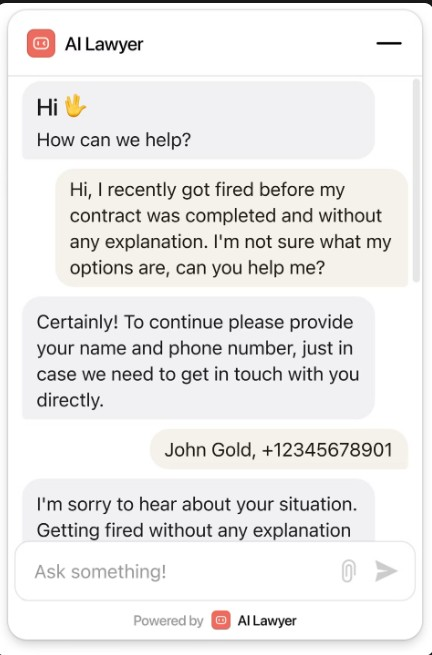 AI Lawyer
Hi 🖖
How can we help?
Hi, I recently got fired before my
contract was completed and without
any explanation. I'm not sure what my
options are, can you help me?
Certainly! To continue please provide
your name and phone number, just in
case we need to get in touch with you
directly.
John Gold, +12345678901
I'm sorry to hear about your situation.
Getting fired without any explanation
Ask something!
Powered by AI Lawyer